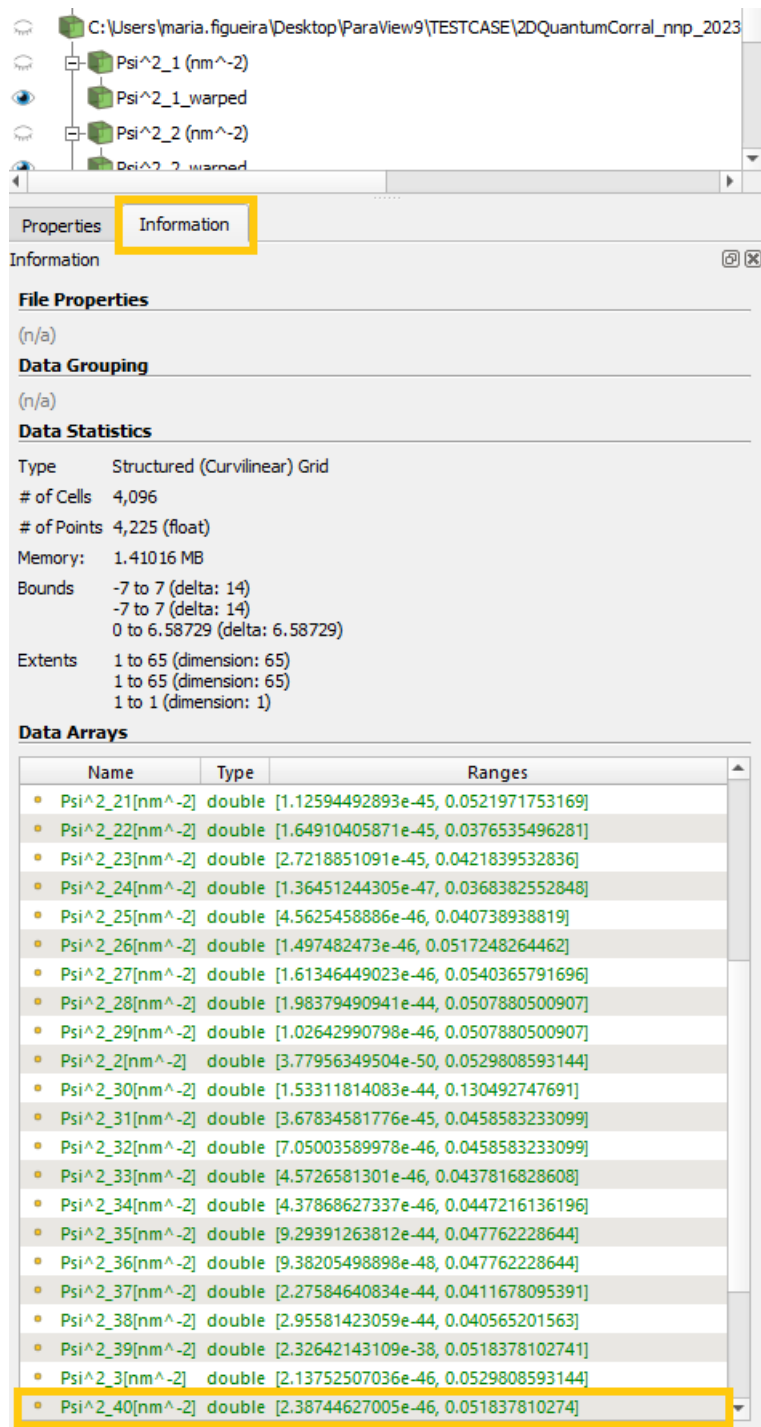 C:\Users\maria.figueira\Desktop\ParaView9\TESTCASE\2DQuantumCorral_nnp_2023
Psi^2_1 (nm^-2)
Psi^2_1_warped
Psi^2_2 (nm^-2)
Psi^2_2_warped
Properties Information
Information
File Properties
(n/a)
Data Grouping
(n/a)
Data Statistics
Type Structured (Curvilinear) Grid
# of Cells 4,096
# of Points 4,225 (float)
Memory: 1.41016 MB
Bounds -7 to 7 (delta: 14)
-7 to 7 (delta: 14)
0 to 6.58729 (delta: 6.58729)
Extents 1 to 65 (dimension: 65)
1 to 65 (dimension: 65)
1 to 1 (dimension: 1)
Data Arrays
Name Type Ranges
Psi^2_21[nm^-2] double [1.12594492893e-45, 0.0521971753169]
Psi^2_22[nm^-2] double [1.64910405871e-45, 0.0376535496281]
Psi^2_23[nm^-2] double [2.7218851091e-45, 0.0421839532836]
Psi^2_24[nm^-2] double [1.36451244305e-47, 0.0368382552848]
Psi^2_25[nm^-2] double [4.5625458886e-46, 0.040738938819]
Psi^2_26[nm^-2] double [1.497482473e-46, 0.0517248264462]
Psi^2_27[nm^-2] double [1.61346449023e-46, 0.0540365791696]
Psi^2_28[nm^-2] double [1.98379490941e-44, 0.0507880500907]
Psi^2_29[nm^-2] double [1.02642990798e-46, 0.0507880500907]
Psi^2_2[nm^-2] double [3.77956349504e-50, 0.0529808593144]
Psi^2_30[nm^-2] double [1.53311814083e-44, 0.130492747691]
Psi^2_31[nm^-2] double [3.67834581776e-45, 0.0458583233099]
Psi^2_32[nm^-2] double [7.05003589978e-46, 0.0458583233099]
Psi^2_33[nm^-2] double [4.5726581301e-46, 0.0437816828608]
Psi^2_34[nm^-2] double [4.37868627337e-46, 0.0447216136196]
Psi^2_35[nm^-2] double [9.29391263812e-44, 0.047762228644]
Psi^2_36[nm^-2] double [9.38205498898e-48, 0.047762228644]
Psi^2_37[nm^-2] double [2.27584640834e-44, 0.0411678095391]
Psi^2_38[nm^-2] double [2.95581423059e-44, 0.040565201563]
Psi^2_39[nm^-2] double [2.32642143109e-38, 0.0518378102741]
Psi^2_3[nm^-2] double [2.13752507036e-46, 0.0529808593144]
Psi^2_40[nm^-2] double [2.38744627005e-46, 0.051837810274]